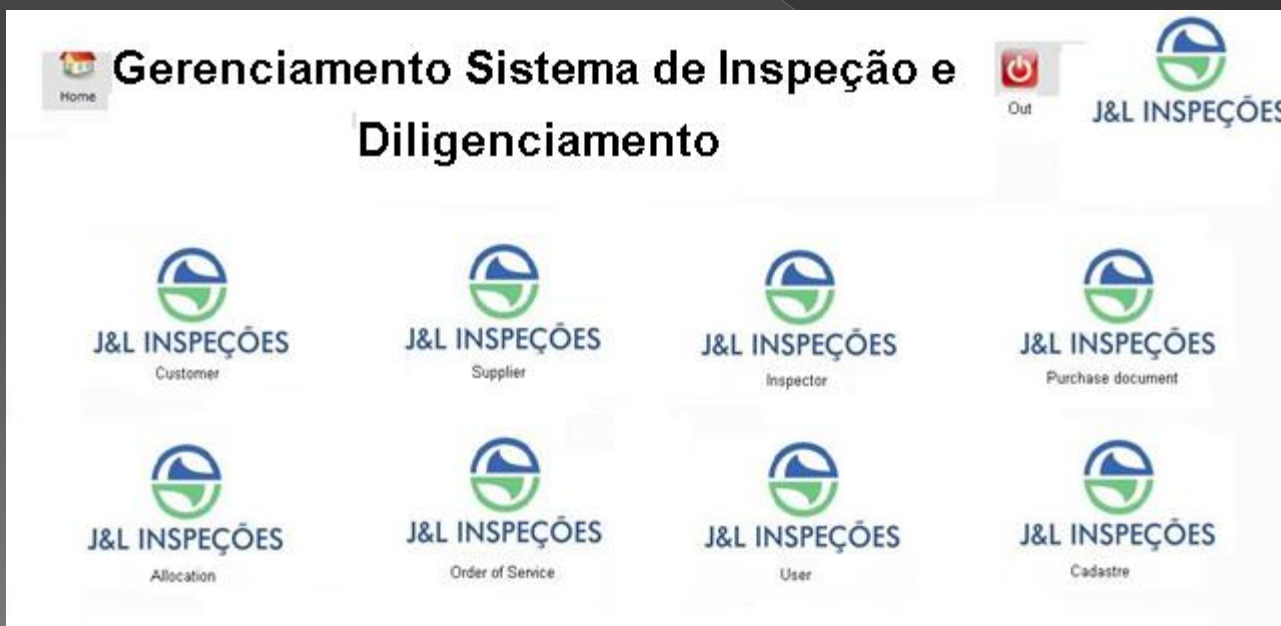 Home
Gerenciamento Sistema de Inspeção e
Diligenciamento
Out
J&L INSPEÇÕES
J&L INSPEÇÕES
Customer
J&L INSPEÇÕES
Supplier
J&L INSPEÇÕES
Inspector
J&L INSPEÇÕES
Purchase document
J&L INSPEÇÕES
Allocation
J&L INSPEÇÕES
Order of Service
J&L INSPEÇÕES
User
J&L INSPEÇÕES
Cadastre